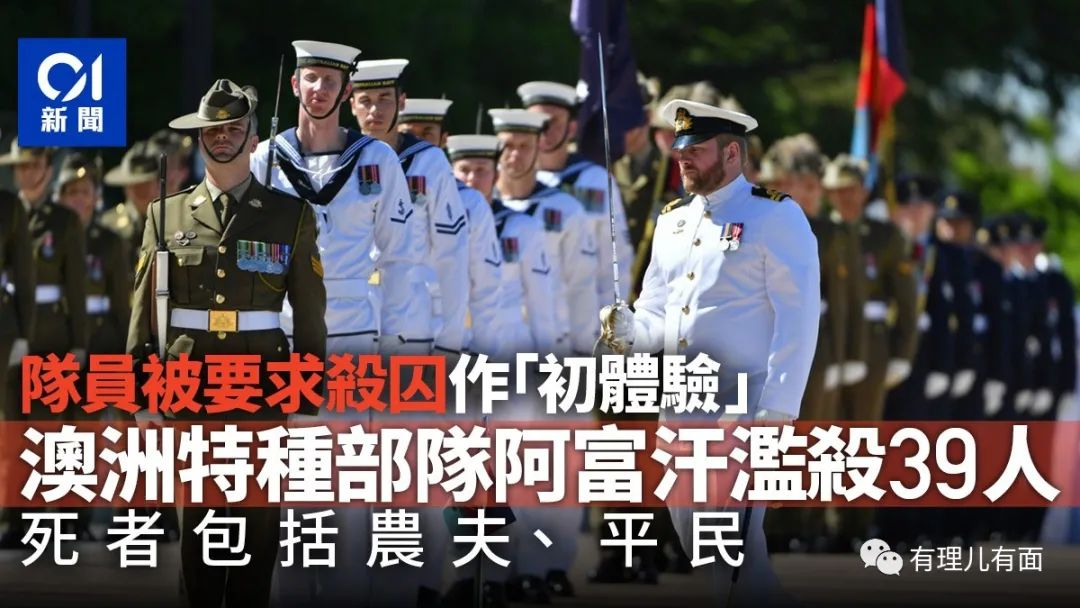 01
新聞
隊員被要求殺囚作「初體驗」
澳洲特種部隊阿富汗濫殺39人
死者包括農夫、平民
有理儿有面